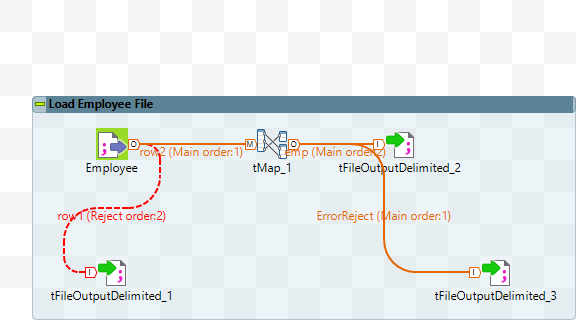 Load Employee File
O
row2 (Main order:1)
M
O
emp (Main order:2)
I
Employee
tMap_1
tFileOutputDelimited_2
row1 (Reject order:2)
ErrorReject (Main order:1)
I
I
tFileOutputDelimited_1
tFileOutputDelimited_3